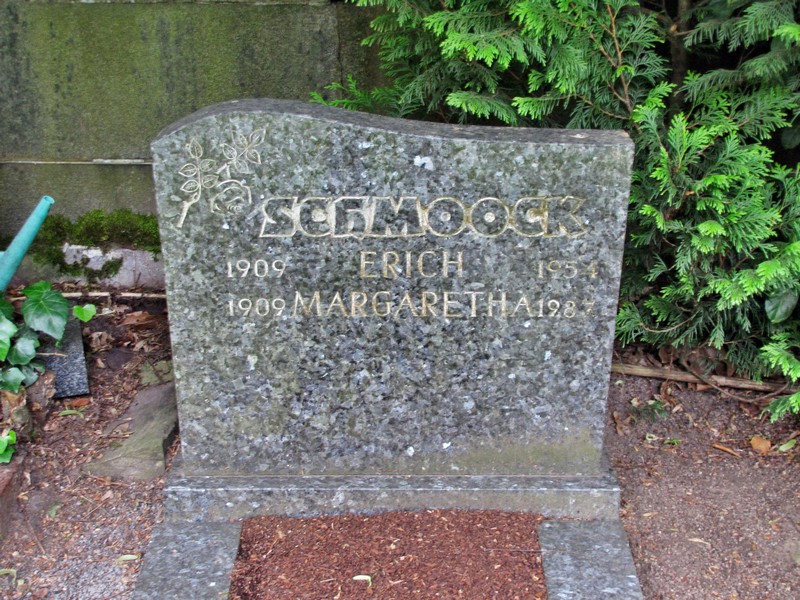 SCHMOOCK
1909 ERICH 1954
1909 MARGARETHA 1987